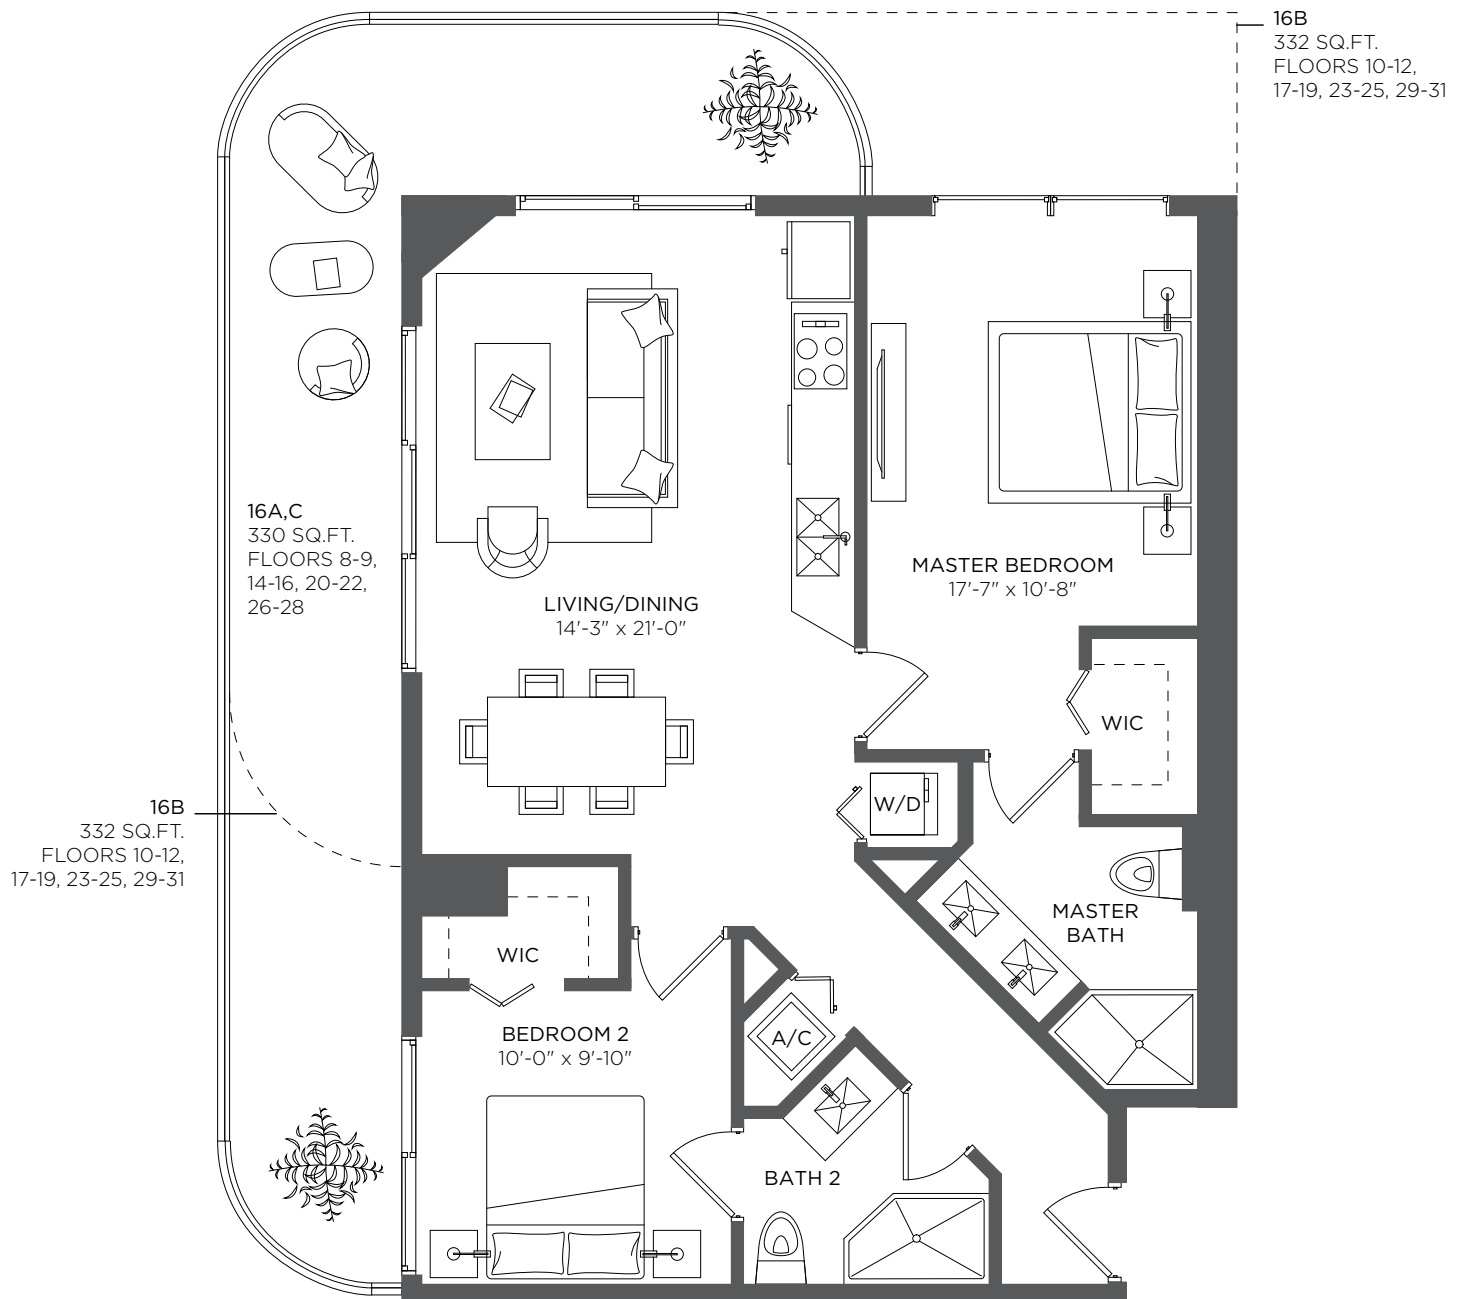 16B
332 SQ.FT.
FLOORS 10-12,
17-19, 23-25, 29-31
16A,C
330 SQ.FT.
FLOORS 8-9,
14-16, 20-22,
26-28
MASTER BEDROOM
17'-7" x 10'-8"
LIVING/DINING
14'-3" x 21'-0"
WIC
W/D
16B
332 SQ.FT.
FLOORS 10-12,
17-19, 23-25, 29-31
MASTER
BATH
WIC
BEDROOM 2
10'-0" x 9'-10"
A/C
BATH 2